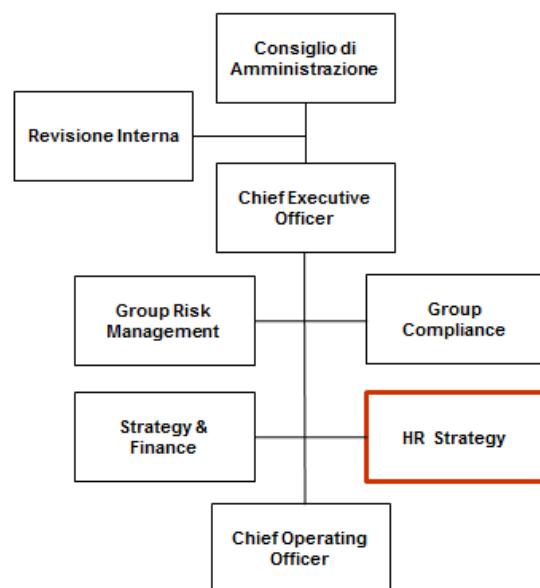 Consiglio di
Amministrazione
Revisione Interna
Chief Executive
Officer
Group Risk
Management
Group
Compliance
Strategy &
Finance
HR Strategy
Chief Operating
Officer